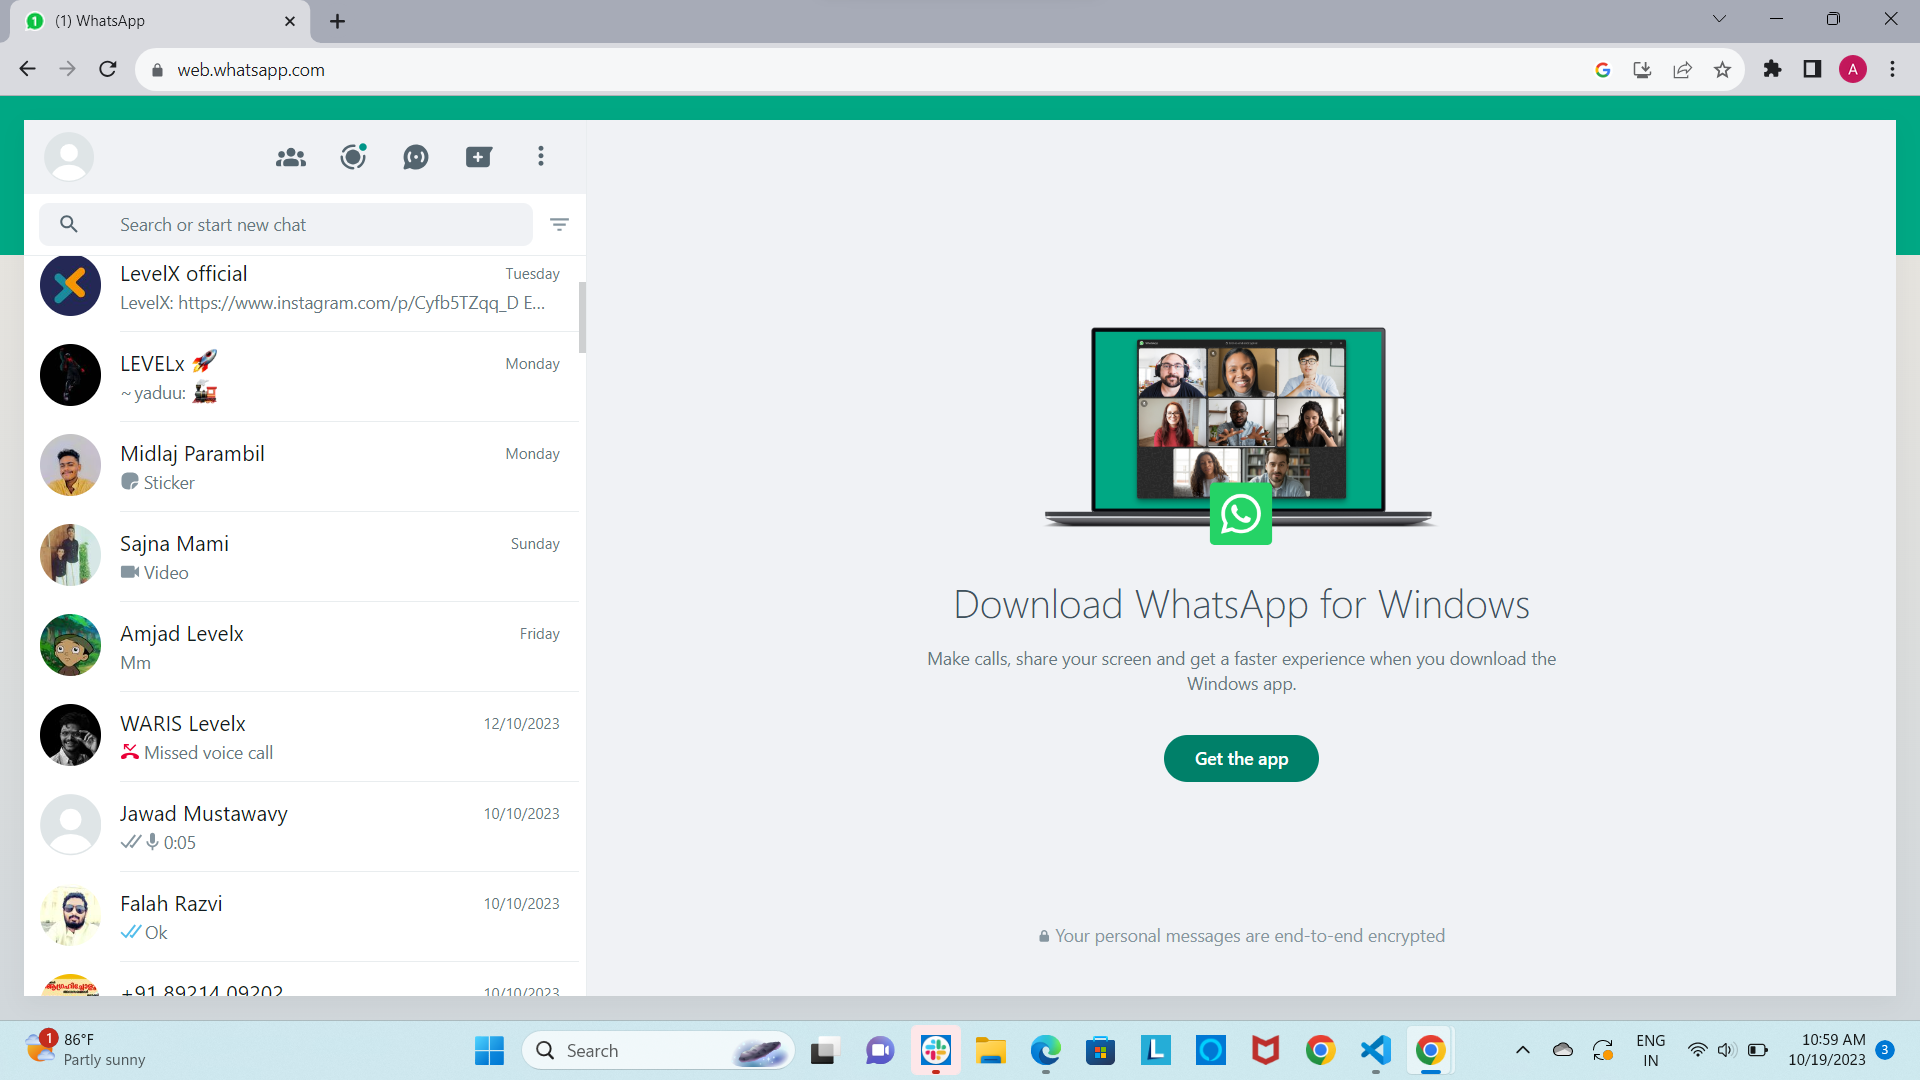 (1) WhatsApp
web.whatsapp.com
A
Search or start new chat
LevelX official
Tuesday
LevelX: https://www.instagram.com/p/Cyfb5TZqq_D E...
LEVELx 🚀
Monday
~ yaduu: 🚂
Midlaj Parambil
Monday
Sticker
Sajna Mami
Sunday
Video
Amjad Levelx
Friday
Mm
WARIS Levelx
12/10/2023
Missed voice call
Jawad Mustawavy
10/10/2023
0:05
Falah Razvi
10/10/2023
Ok
+91 89214 09202
10/10/2023
Download WhatsApp for Windows
Make calls, share your screen and get a faster experience when you download the
Windows app.
Get the app
Your personal messages are end-to-end encrypted
1
86°F
Partly sunny
Search
L
ENG
IN
10:59 AM
10/19/2023
3